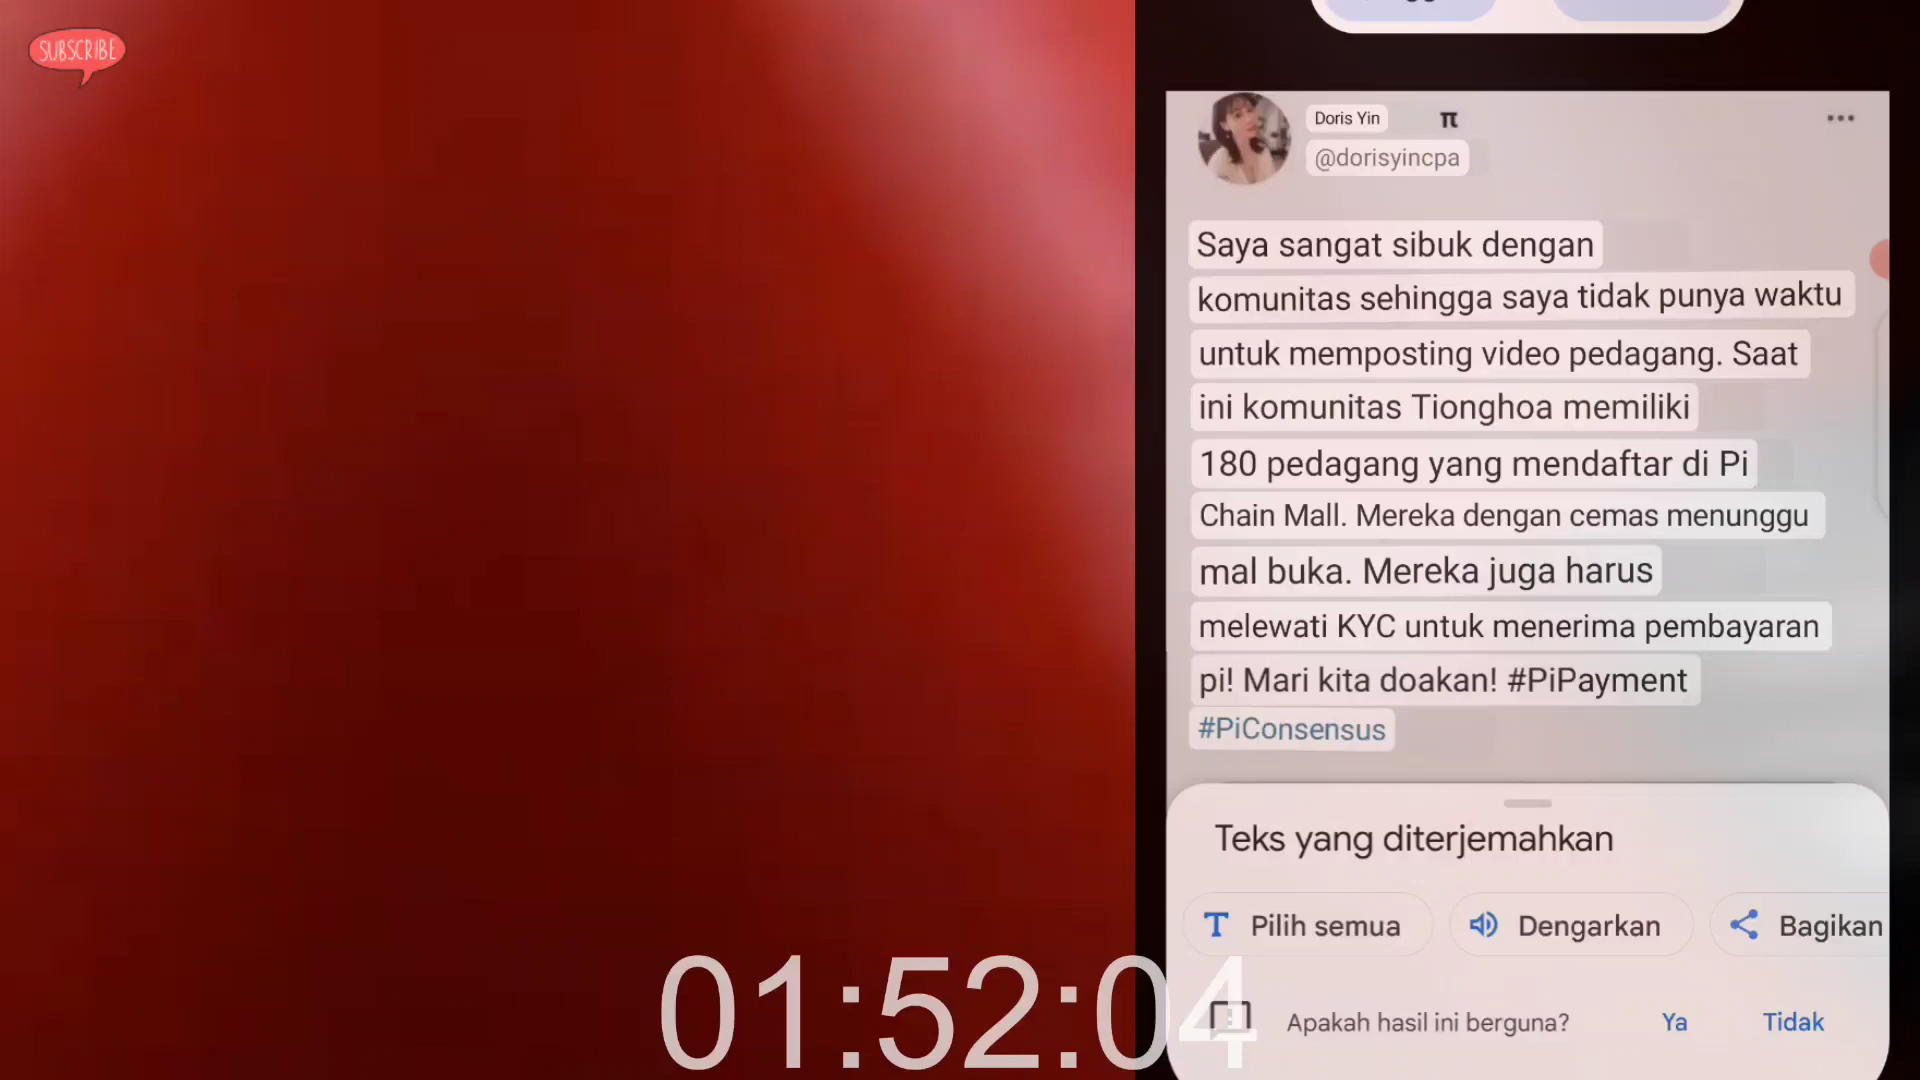 SUBSCRIBE
Doris Yin π
@dorisyincpa
Saya sangat sibuk dengan
komunitas sehingga saya tidak punya waktu
untuk memposting video pedagang. Saat
ini komunitas Tionghoa memiliki
180 pedagang yang mendaftar di Pi
Chain Mall. Mereka dengan cemas menunggu
mal buka. Mereka juga harus
melewati KYC untuk menerima pembayaran
pi! Mari kita doakan! #PiPayment
#PiConsensus
Teks yang diterjemahkan
Pilih semua Dengarkan Bagikan
Apakah hasil ini berguna? Ya Tidak
01:52:04